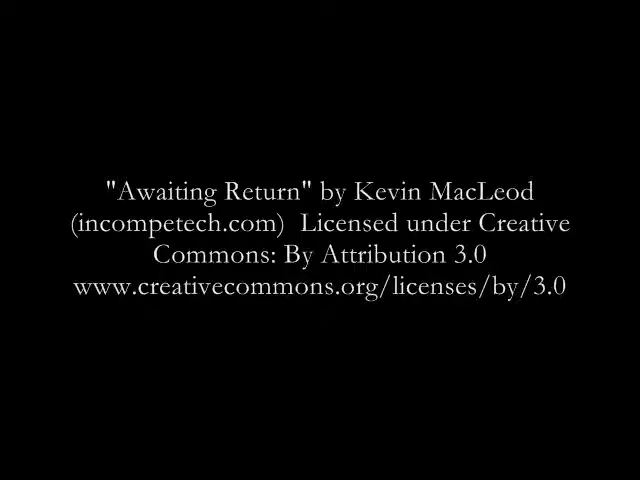 "Awaiting Return" by Kevin MacLeod
(incompetech.com)  Licensed under Creative
Commons: By Attribution 3.0
www.creativecommons.org/licenses/by/3.0